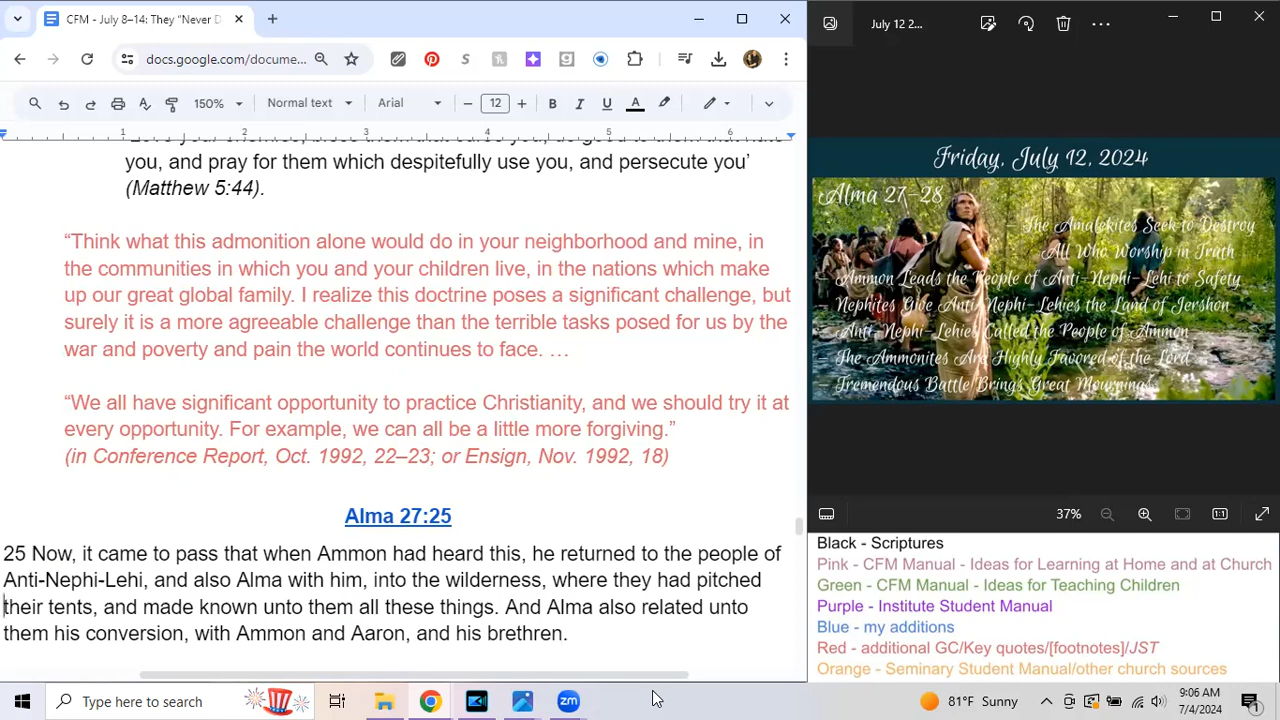 CFM - July 8–14: They “Never D
docs.google.com/docume...
150%
Normal text
Arial
12
1 2 3 4 5 6
you, and pray for them which despitefully use you, and persecute you’
(Matthew 5:44).
“Think what this admonition alone would do in your neighborhood and mine, in
the communities in which you and your children live, in the nations which make
up our great global family. I realize this doctrine poses a significant challenge, but
surely it is a more agreeable challenge than the terrible tasks posed for us by the
war and poverty and pain the world continues to face. …
“We all have significant opportunity to practice Christianity, and we should try it at
every opportunity. For example, we can all be a little more forgiving.”
(in Conference Report, Oct. 1992, 22–23; or Ensign, Nov. 1992, 18)
Alma 27:25
25 Now, it came to pass that when Ammon had heard this, he returned to the people of
Anti-Nephi-Lehi, and also Alma with him, into the wilderness, where they had pitched
their tents, and made known unto them all these things. And Alma also related unto
them his conversion, with Ammon and Aaron, and his brethren.
July 12 2...
Friday, July 12, 2024
Alma 27-28
– The Amalekites Seek to Destroy
All Who Worship in Truth
– Ammon Leads the People of Anti-Nephi-Lehi to Safety
– Nephites Give Anti-Nephi-Lehies the Land of Jershon
– Anti-Nephi-Lehies Called the People of Ammon
– The Ammonites Are Highly Favored of the Lord
– Tremendous Battle Brings Great Mournings
37%
1:1
Black - Scriptures
Pink - CFM Manual - Ideas for Learning at Home and at Church
Green - CFM Manual - Ideas for Teaching Children
Purple - Institute Student Manual
Blue - my additions
Red - additional GC/Key quotes/[footnotes]/JST
Orange - Seminary Student Manual/other church sources
Type here to search
zm
81°F Sunny
9:06 AM
7/4/2024